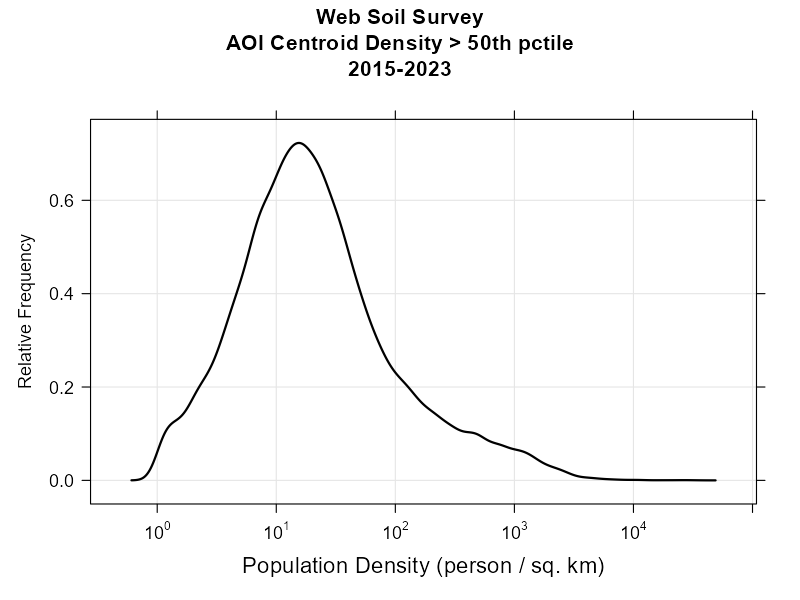 Web Soil Survey
AOI Centroid Density > 50th pctile
2015-2023
Relative Frequency
0.6
0.4
0.2
0.0
10⁰ 10¹ 10² 10³ 10⁴
Population Density (person / sq. km)